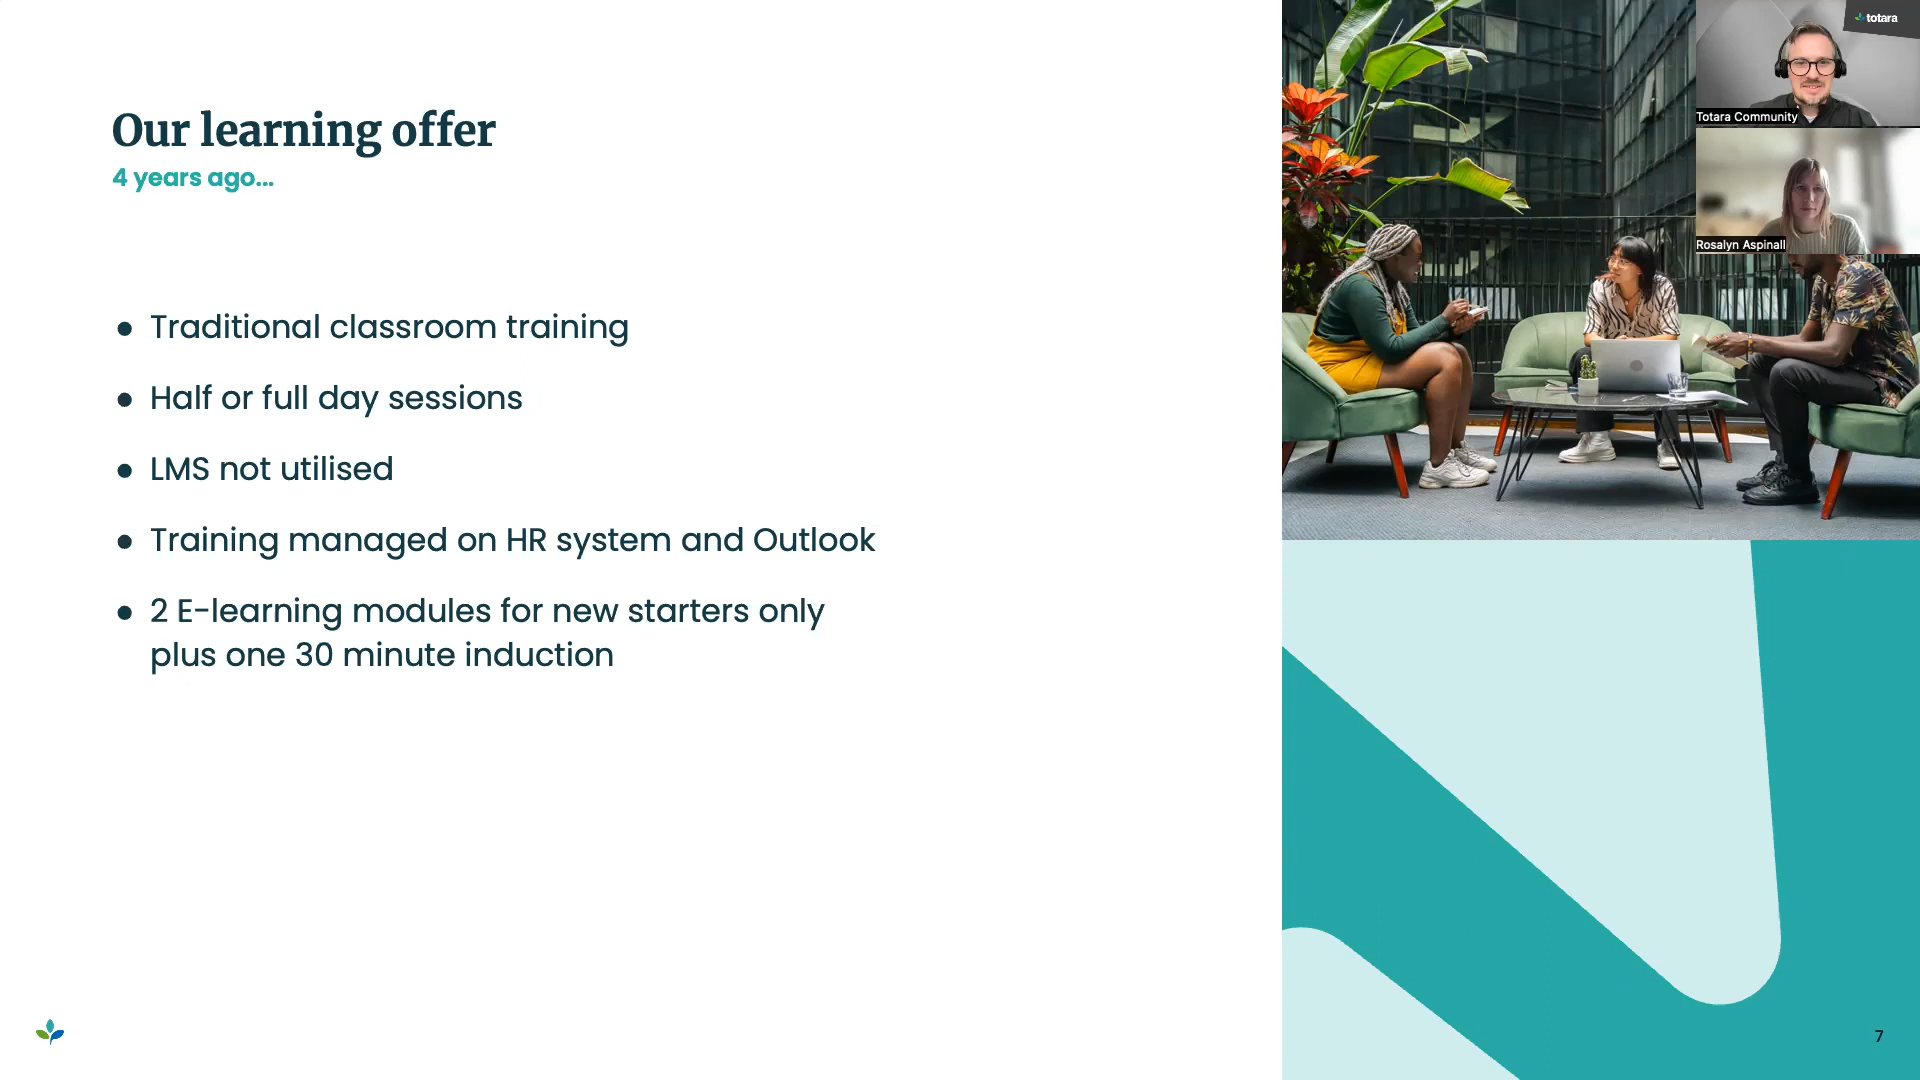 Our learning offer
4 years ago...
● Traditional classroom training
● Half or full day sessions
● LMS not utilised
● Training managed on HR system and Outlook
● 2 E-learning modules for new starters only
plus one 30 minute induction
totara
Totara Community
Rosalyn Aspinall
7